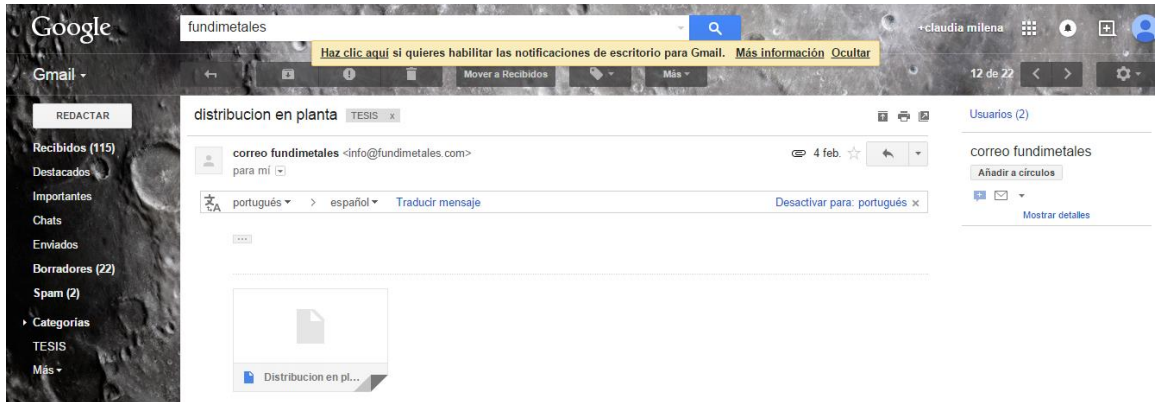 Google
fundimetales
+claudia milena
Haz clic aquí si quieres habilitar las notificaciones de escritorio para Gmail. Más información Ocultar
Gmail
Mover a Recibidos
Más
12 de 22
REDACTAR
Recibidos (115)
Destacados
Importantes
Chats
Enviados
Borradores (22)
Spam (2)
Categorías
TESIS
Más
distribucion en planta TESIS x
correo fundimetales <info@fundimetales.com>
4 feb.
para mí
portugués > español Traducir mensaje
Desactivar para: portugués x
...
Distribucion en pl...
Usuarios (2)
correo fundimetales
Añadir a círculos
Mostrar detalles